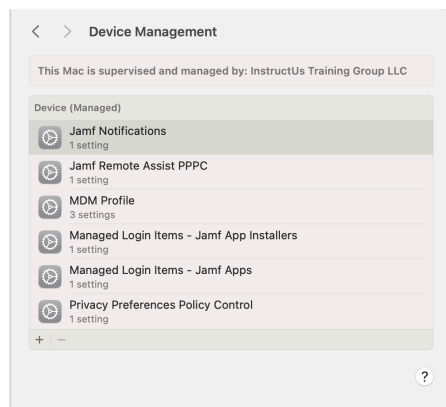 Device Management
This Mac is supervised and managed by: InstructUs Training Group LLC
Device (Managed)
Jamf Notifications
1 setting
Jamf Remote Assist PPPC
1 setting
MDM Profile
3 settings
Managed Login Items - Jamf App Installers
1 setting
Managed Login Items - Jamf Apps
1 setting
Privacy Preferences Policy Control
1 setting
+ −
?